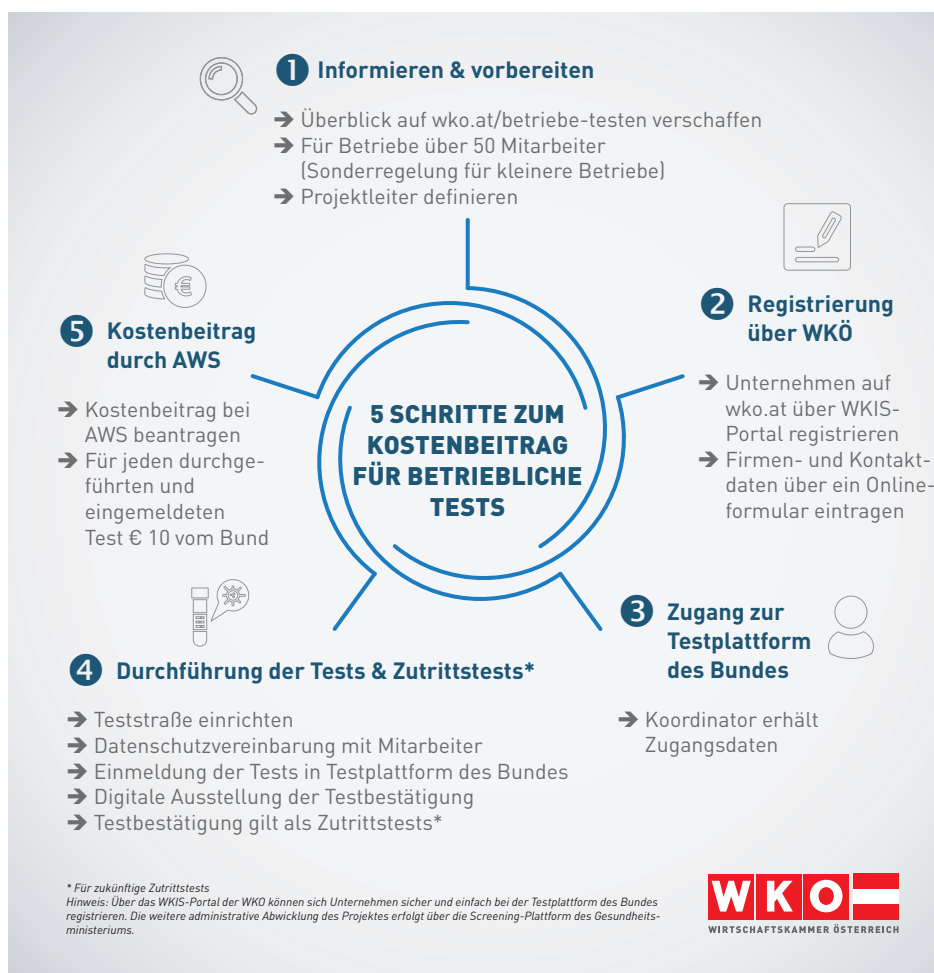 1 Informieren & vorbereiten
➔ Überblick auf wko.at/betriebe-testen verschaffen
➔ Für Betriebe über 50 Mitarbeiter
(Sonderregelung für kleinere Betriebe)
➔ Projektleiter definieren
2 Registrierung
über WKÖ
➔ Unternehmen auf
wko.at über WKIS-
Portal registrieren
➔ Firmen- und Kontakt-
daten über ein Online-
formular eintragen
5 SCHRITTE ZUM
KOSTENBEITRAG
FÜR BETRIEBLICHE
TESTS
3 Zugang zur
Testplattform
des Bundes
➔ Koordinator erhält
Zugangsdaten
4 Durchführung der Tests & Zutrittstests*
➔ Teststraße einrichten
➔ Datenschutzvereinbarung mit Mitarbeiter
➔ Einmeldung der Tests in Testplattform des Bundes
➔ Digitale Ausstellung der Testbestätigung
➔ Testbestätigung gilt als Zutrittstests*
5 Kostenbeitrag
durch AWS
➔ Kostenbeitrag bei
AWS beantragen
➔ Für jeden durchge-
führten und
eingemeldeten
Test € 10 vom Bund
* Für zukünftige Zutrittstests
Hinweis: Über das WKIS-Portal der WKO können sich Unternehmen sicher und einfach bei der Testplattform des Bundes
registrieren. Die weitere administrative Abwicklung des Projektes erfolgt über die Screening-Plattform des Gesundheits-
ministeriums.
WKO
WIRTSCHAFTSKAMMER ÖSTERREICH